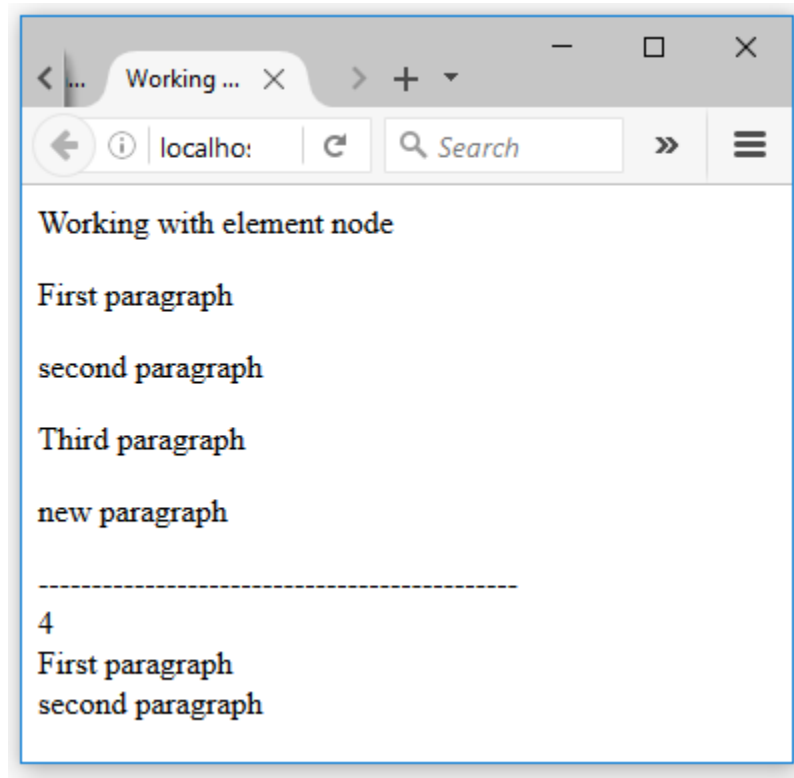 ... Working ...
localho:
Search
Working with element node
First paragraph
second paragraph
Third paragraph
new paragraph
---------------------------------------------
4
First paragraph
second paragraph